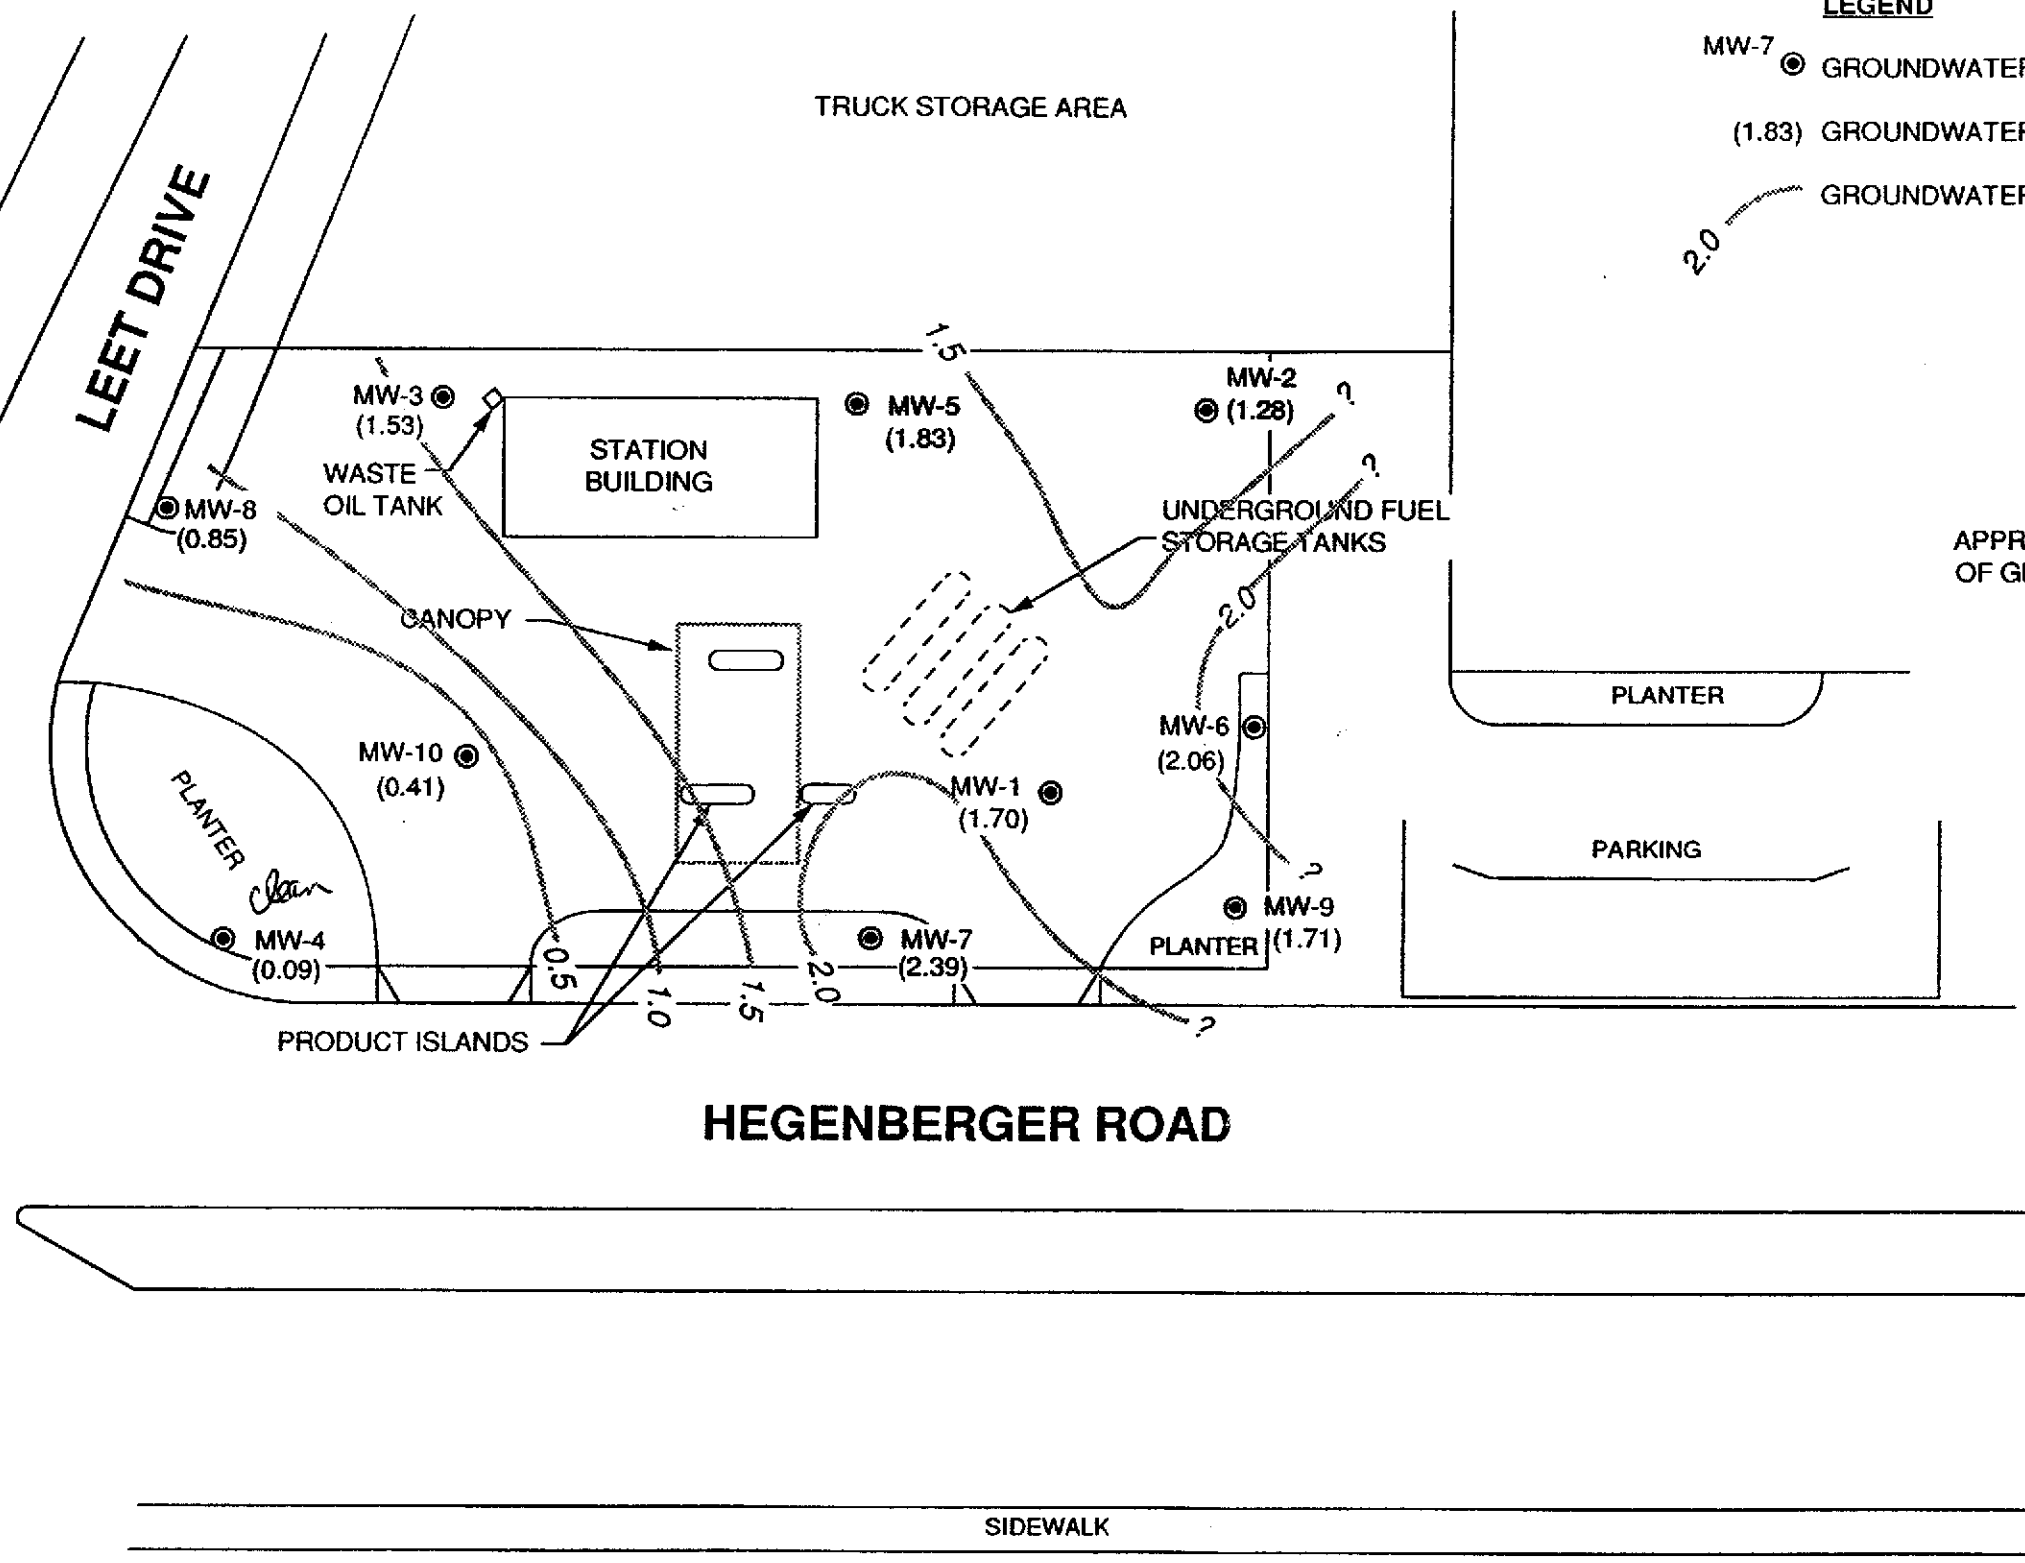 LEGEND
MW-7
GROUNDWATER
(1.83) GROUNDWATER
GROUNDWATER
2.0
TRUCK STORAGE AREA
LEET DRIVE
1.5
MW-3
(1.53)
MW-5
(1.83)
MW-2
(1.28)
?
STATION
BUILDING
WASTE
OIL TANK
?
MW-8
(0.85)
UNDERGROUND FUEL
STORAGE TANKS
APPR
OF G
CANOPY
2.0
PLANTER
MW-6
(2.06)
MW-10
(0.41)
MW-1
(1.70)
PLANTER
clean
PARKING
?
MW-9
(1.71)
PLANTER
MW-4
(0.09)
MW-7
(2.39)
0.5
1.0
1.5
2.0
?
PRODUCT ISLANDS
HEGENBERGER ROAD
SIDEWALK